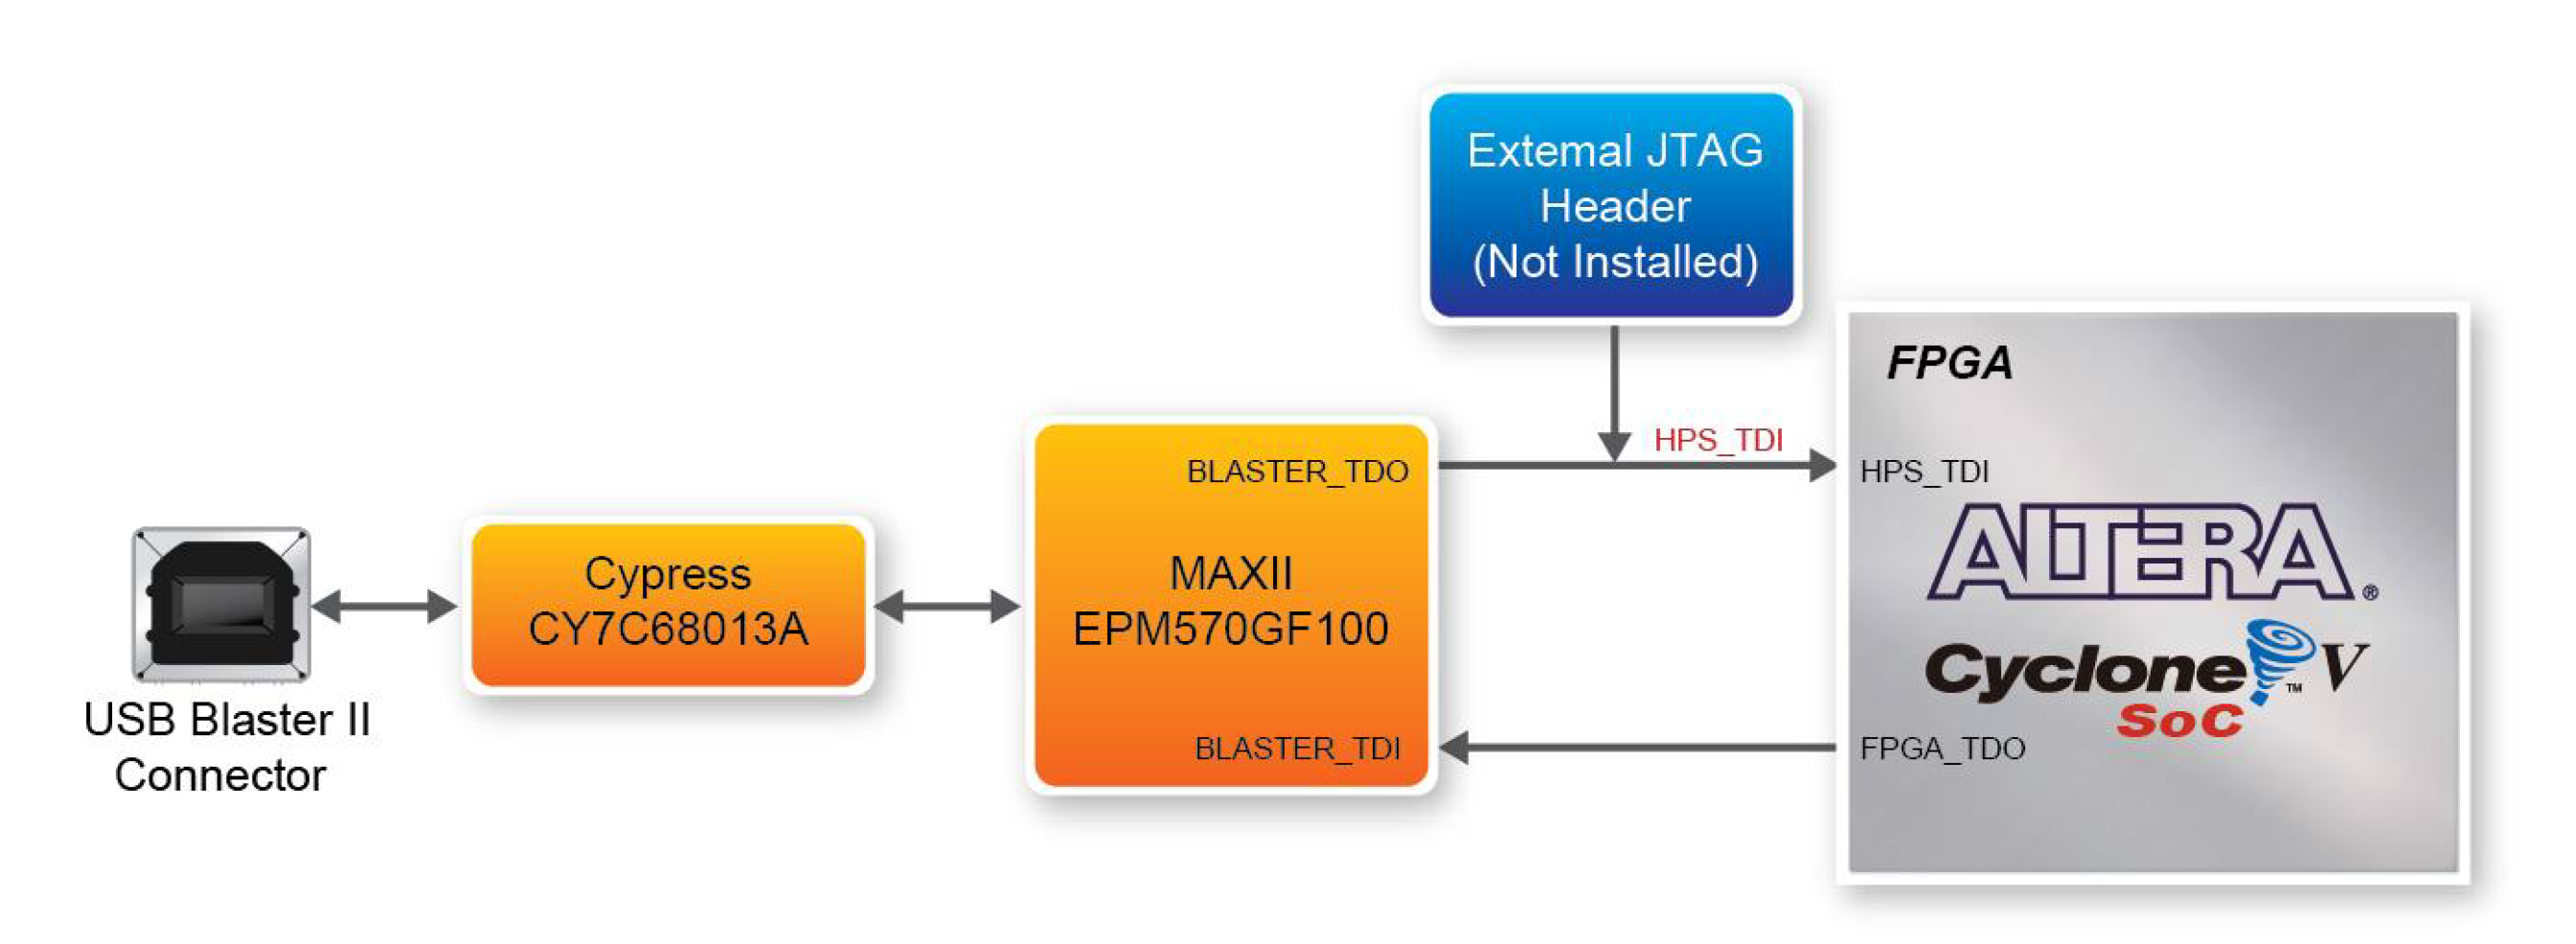 Extemal JTAG
Header
(Not Installed)
FPGA
HPS_TDI
BLASTER_TDO
HPS_TDI
ALTERA®
Cypress
CY7C68013A
MAXII
EPM570GF100
Cyclone™ V
SoC
USB Blaster II
Connector
BLASTER_TDI
FPGA_TDO